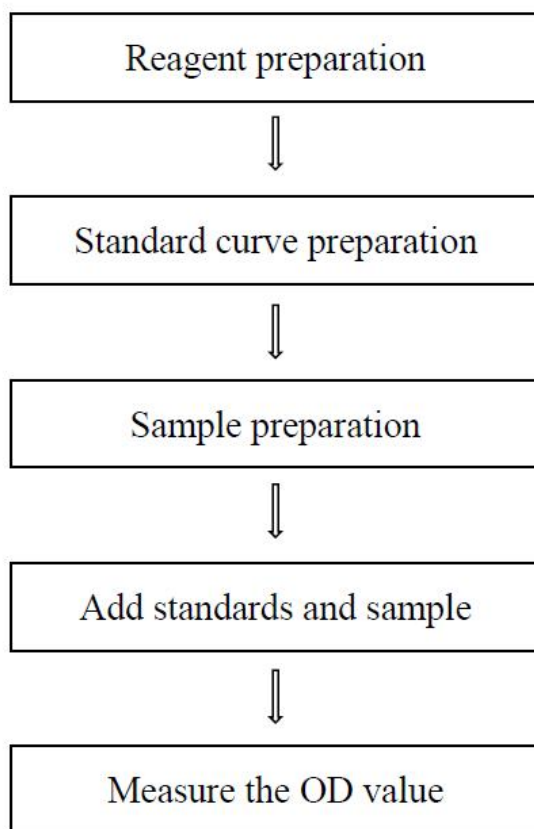 Reagent preparation
Standard curve preparation
Sample preparation
Add standards and sample
Measure the OD value